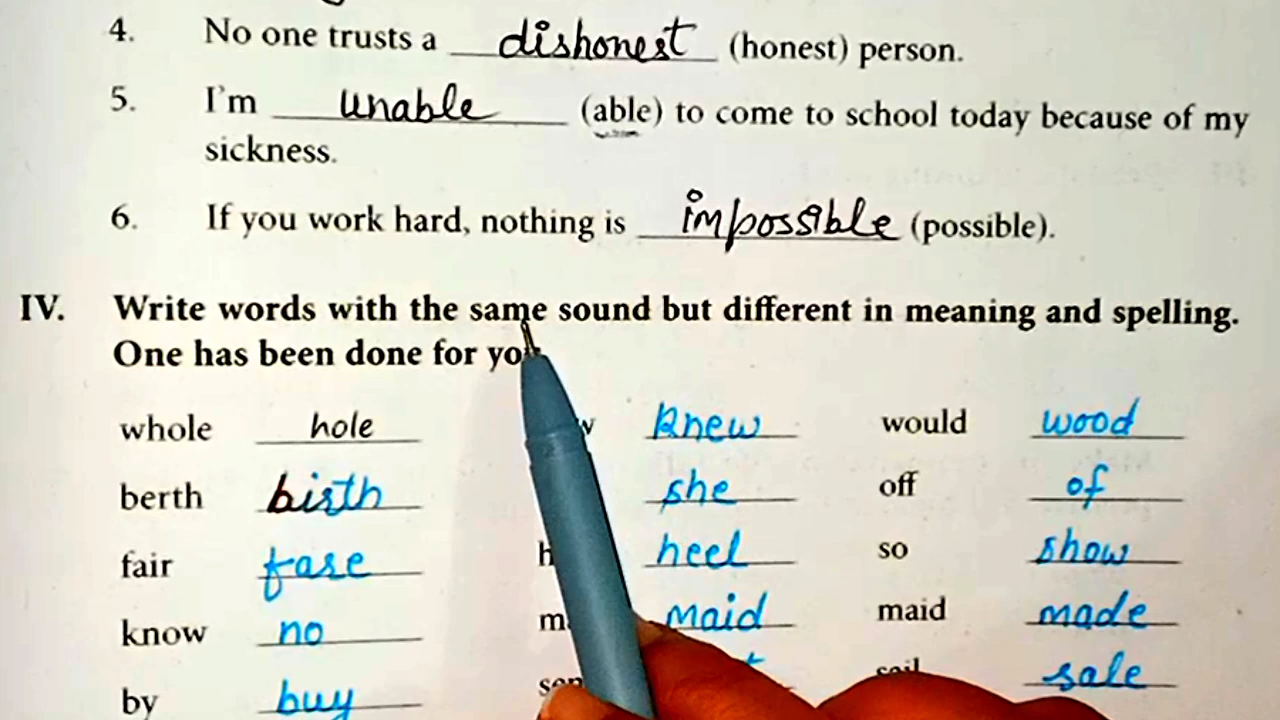 4. No one trusts a dishonest (honest) person.
5. I'm unable (able) to come to school today because of my
sickness.
6. If you work hard, nothing is impossible (possible).
IV. Write words with the same sound but different in meaning and spelling.
One has been done for you
whole hole knew would wood
berth birth she off of
fair fare heel so show
know no maid maid made
by buy sale